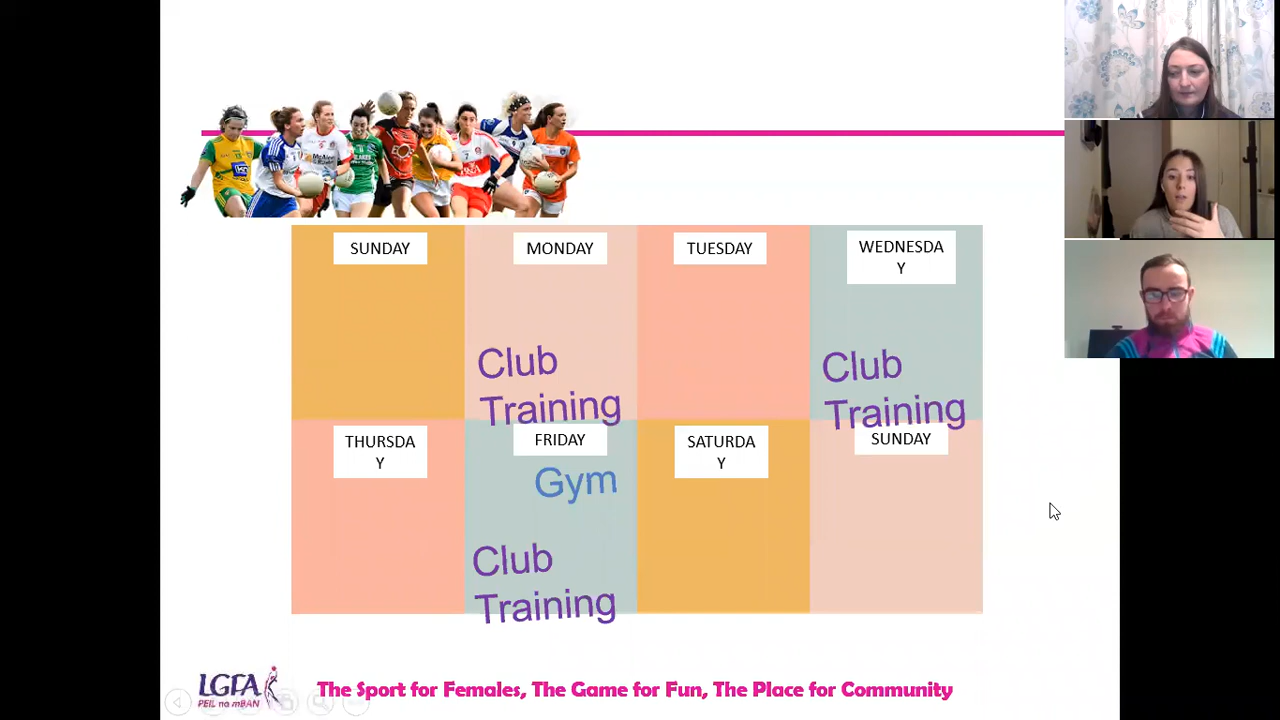 SUNDAY
MONDAY
TUESDAY
WEDNESDA
Y
Club
Training
Club
Training
THURSDA
Y
FRIDAY
SATURDA
Y
SUNDAY
Gym
Club
Training
LGFA
PEIL na mBAN
The Sport for Females, The Game for Fun, The Place for Community